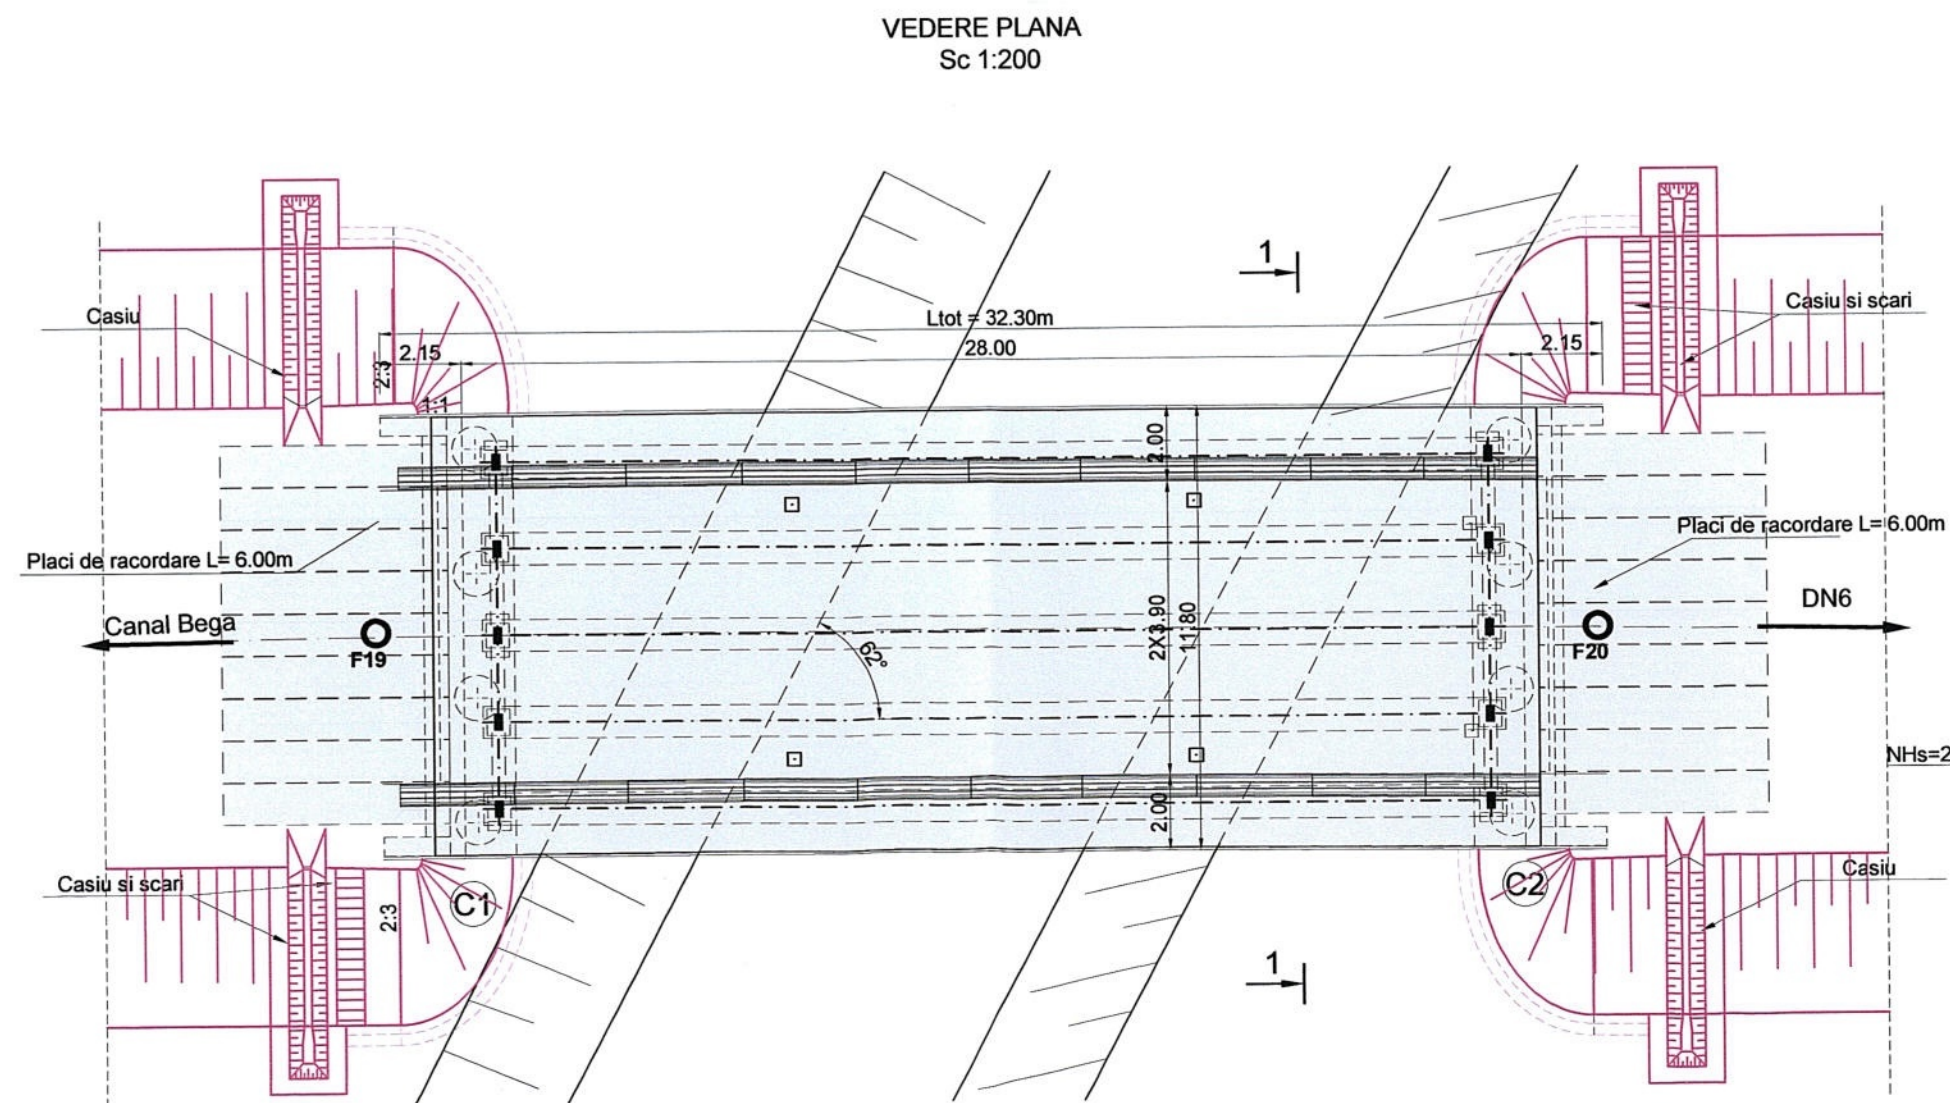 VEDERE PLANA
Sc 1:200
1
Casiu
Casiu si scari
Ltot = 32.30m
2.15
28.00
2.15
2:3
1:1
2.00
Placi de racordare L= 6.00m
Placi de racordare L= 6.00m
Canal Bega
F19
62°
2X3.90
11.80
F20
DN6
NHs=2
2.00
Casiu si scari
2:3
C1
C2
Casiu
1